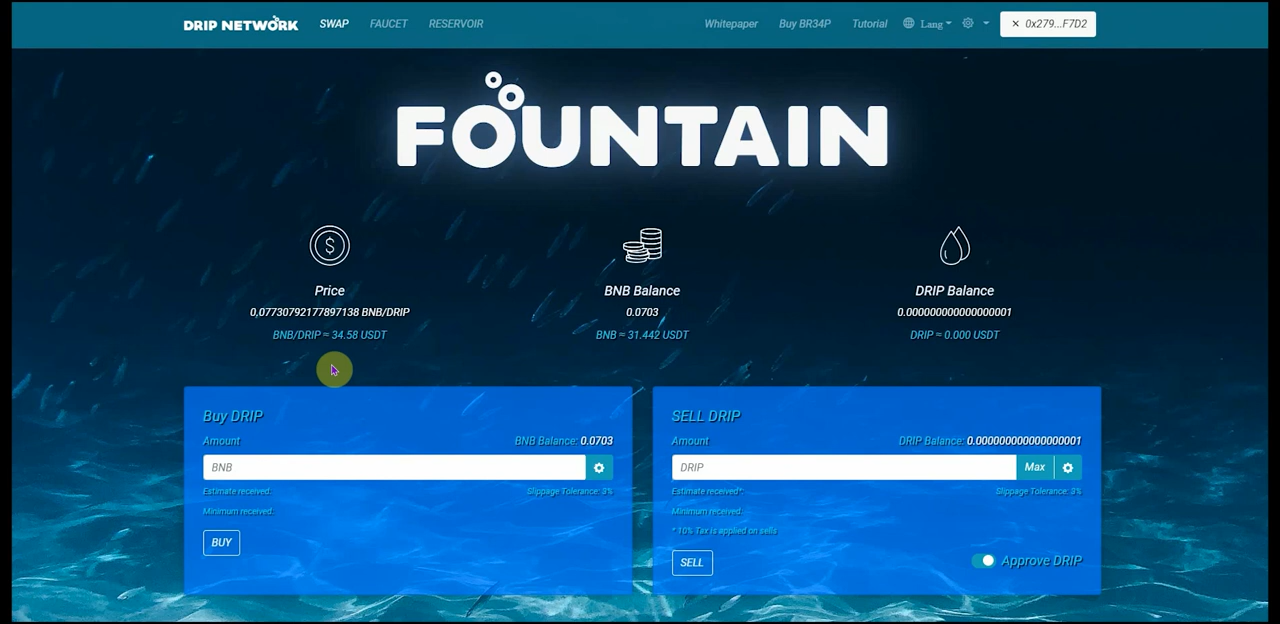 DRIP NETWORK SWAP FAUCET RESERVOIR Whitepaper Buy BR34P Tutorial Lang 0x279...F7D2
FOUNTAIN
Price BNB Balance DRIP Balance
0,07730792177897138 BNB/DRIP 0.0703 0.000000000000000001
BNB/DRIP ≈ 34.58 USDT BNB ≈ 31.442 USDT DRIP ≈ 0.000 USDT
Buy DRIP
Amount BNB Balance: 0.0703
BNB
Estimate received: Slippage Tolerance: 3%
Minimum received:
BUY
SELL DRIP
Amount DRIP Balance: 0.000000000000000001
DRIP Max
Estimate received*: Slippage Tolerance: 3%
Minimum received:
* 10% Tax is applied on sells
SELL Approve DRIP